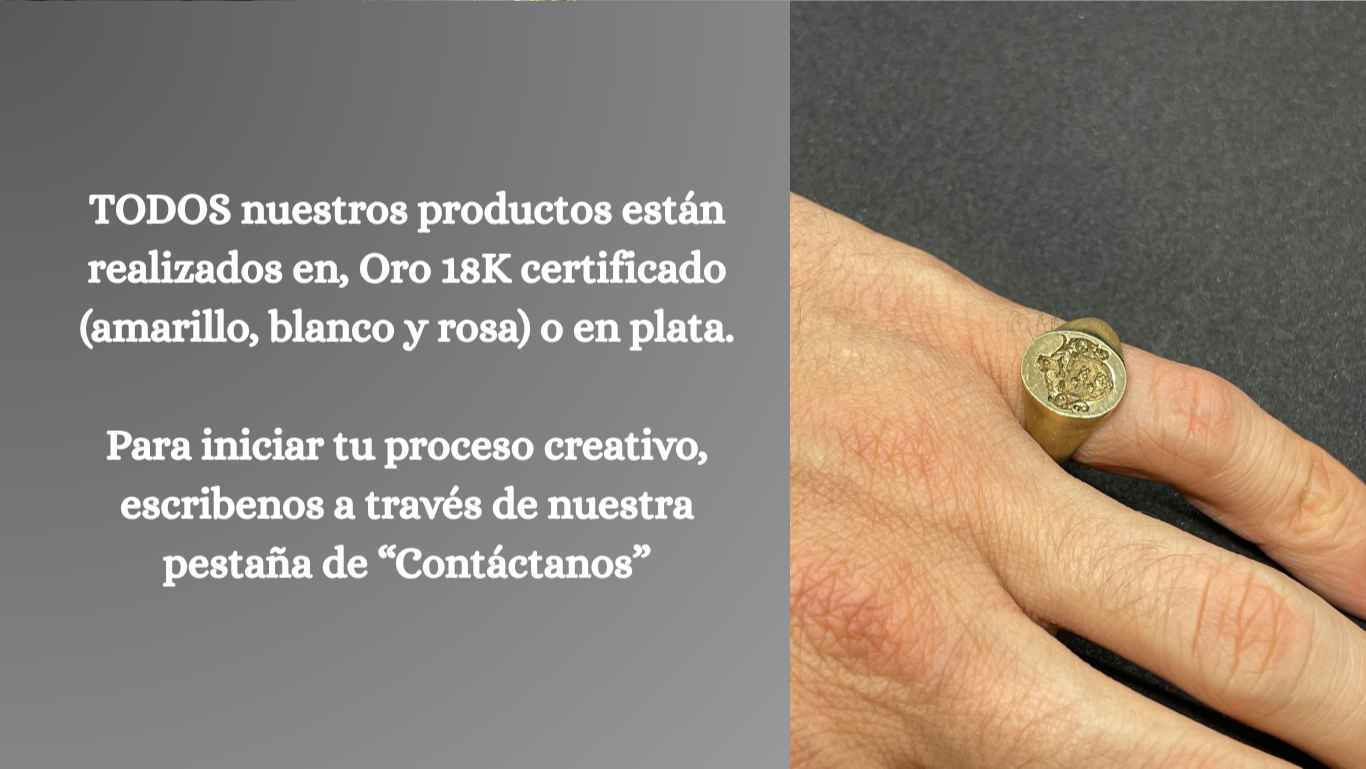 TODOS nuestros productos están
realizados en, Oro 18K certificado
(amarillo, blanco y rosa) o en plata.
Para iniciar tu proceso creativo,
escribenos a través de nuestra
pestaña de “Contáctanos”